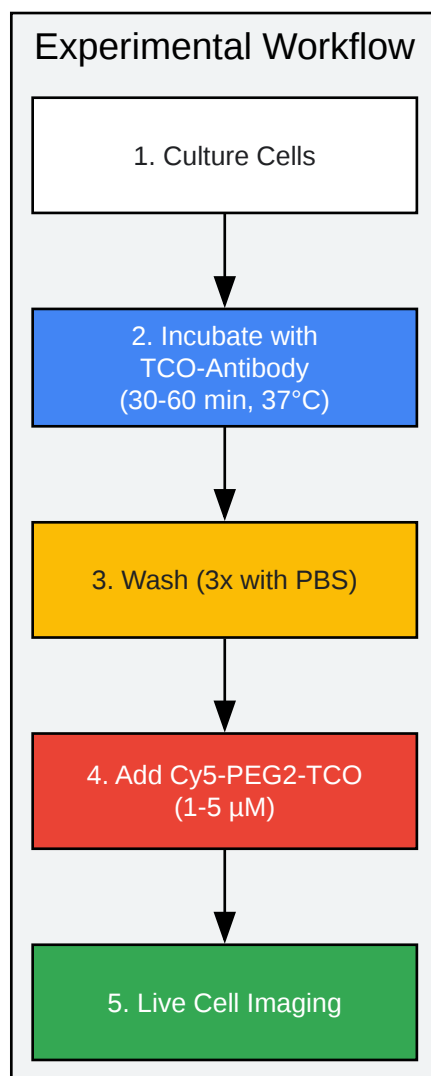 Experimental Workflow
1. Culture Cells
2. Incubate with
TCO-Antibody
(30-60 min, 37°C)
3. Wash (3x with PBS)
4. Add Cy5-PEG2-TCO
(1-5 µM)
5. Live Cell Imaging